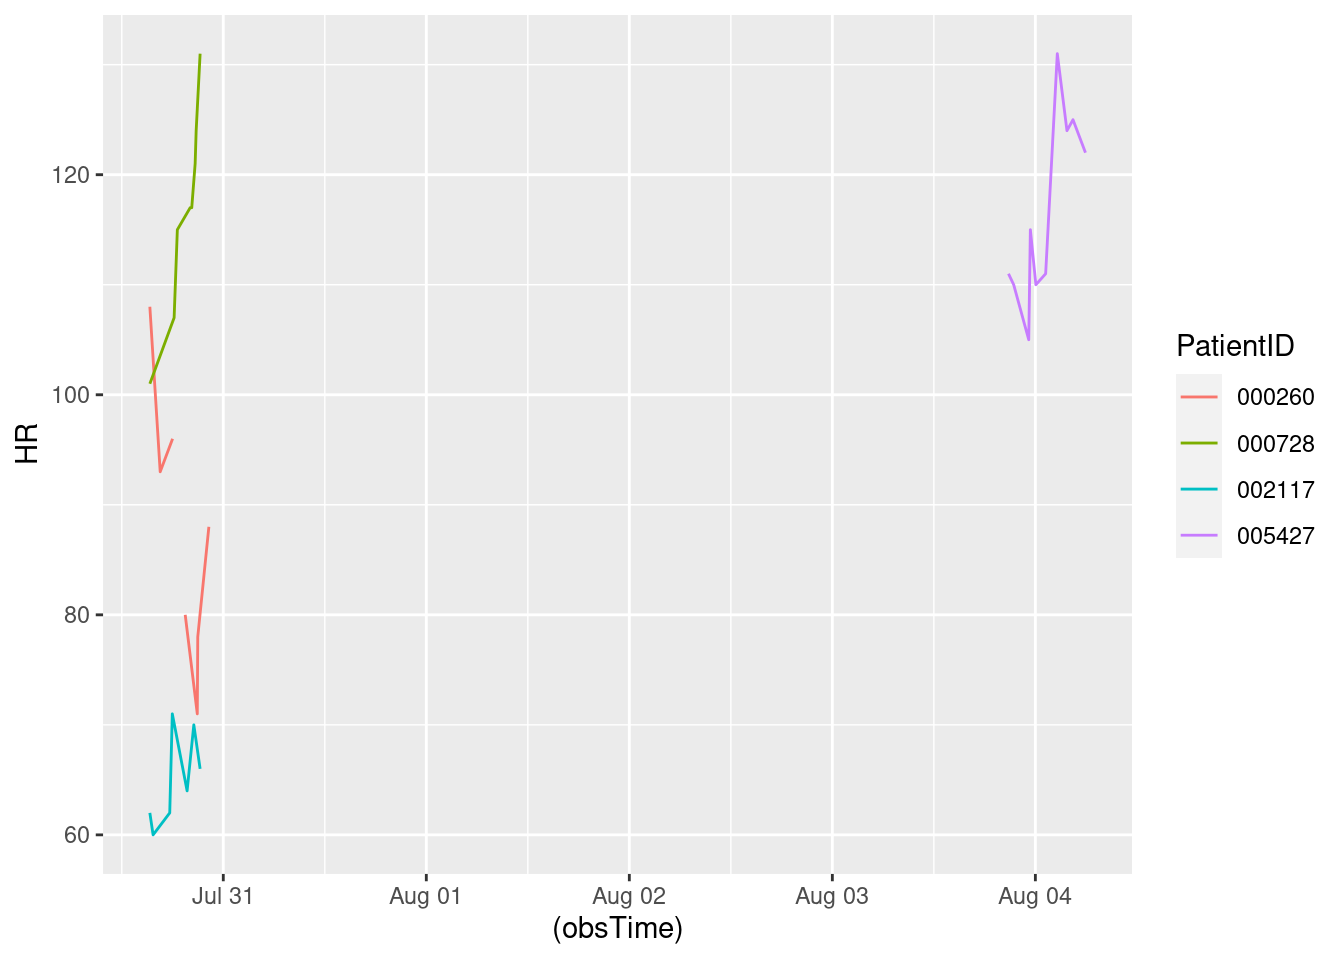 HR
120
100
80
60
Jul 31
Aug 01
Aug 02
Aug 03
Aug 04
(obsTime)
PatientID
000260
000728
002117
005427